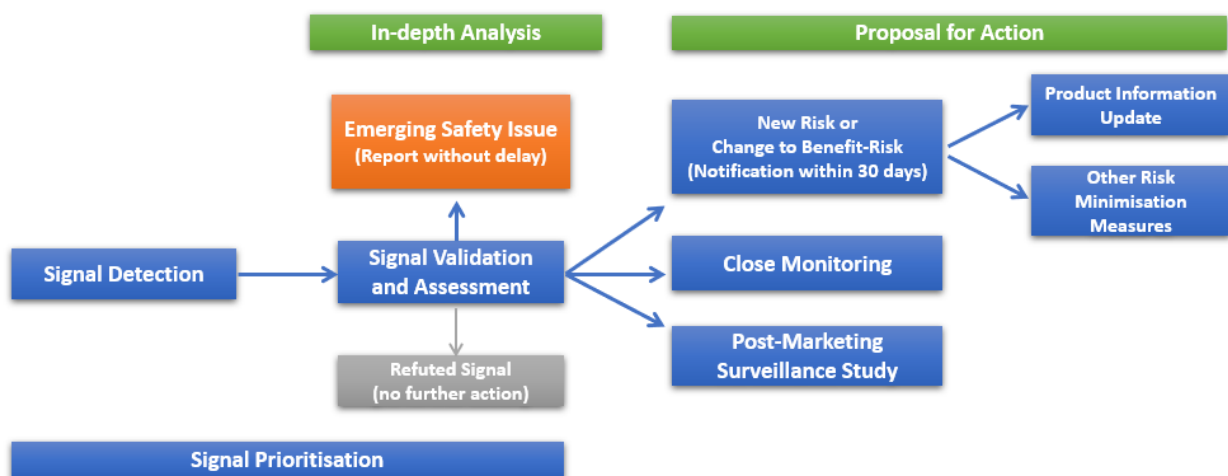 In-depth Analysis
Proposal for Action
Emerging Safety Issue
(Report without delay)
New Risk or
Change to Benefit-Risk
(Notification within 30 days)
Product Information
Update
Other Risk
Minimisation
Measures
Signal Detection
Signal Validation
and Assessment
Close Monitoring
Post-Marketing
Surveillance Study
Refuted Signal
(no further action)
Signal Prioritisation